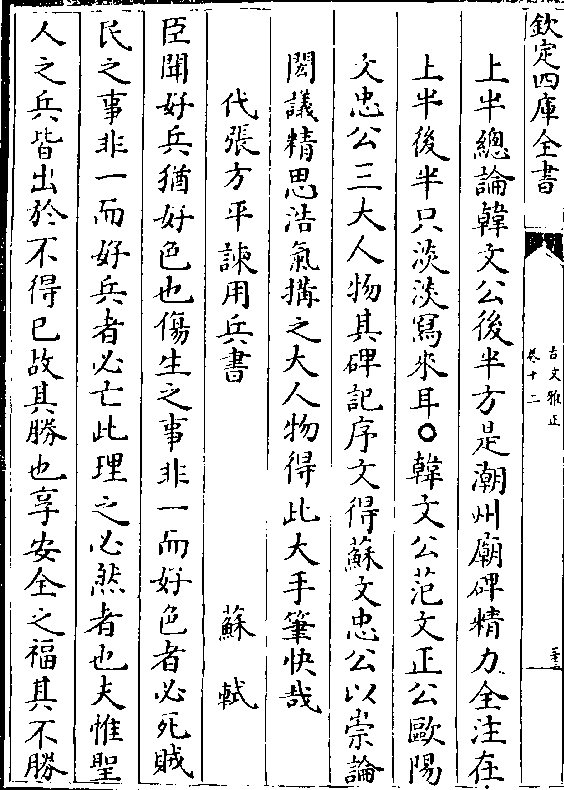 欽定四庫全書
古文雅正
卷十二
上半總論韓文公後半方是潮州廟碑精力全注在
上半後半只淡淡寫來耳○韓文公范文正公歐陽
文忠公三大人物其碑記序文得蘇文忠公以崇論
閎議精思浩氣搆之大人物得此大手筆快哉
代張方平諫用兵書 蘇軾
臣聞好兵猶好色也傷生之事非一而好色者必死賊
民之事非一而好兵者必亡此理之必然者也夫惟聖
人之兵皆出於不得已故其勝也享安全之福其不勝